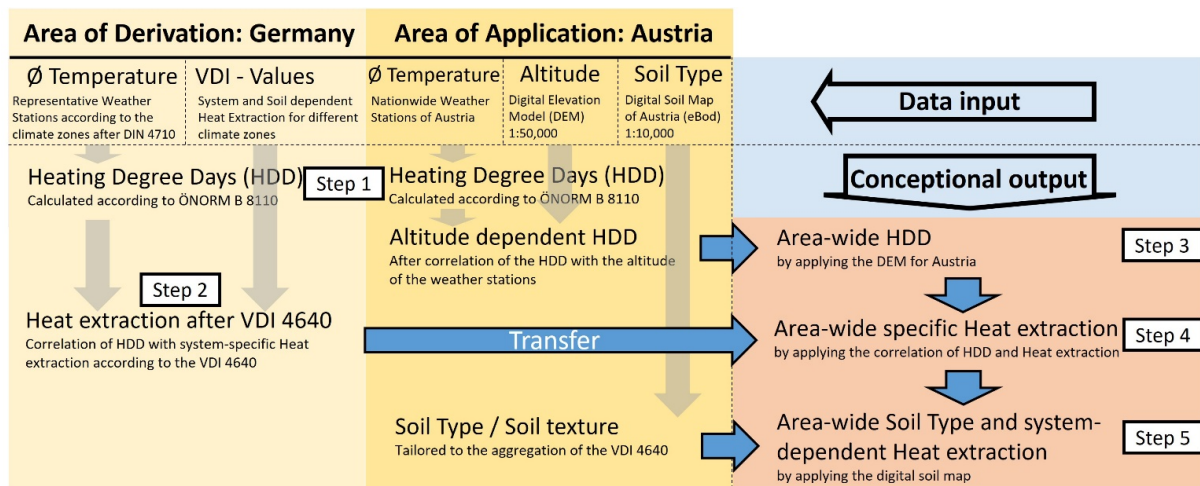 Area of Derivation: Germany
Area of Application: Austria
Ø Temperature
Representative Weather
Stations according to the
climate zones after DIN 4710
VDI - Values
System and Soil dependent
Heat Extraction for different
climate zones
Ø Temperature
Nationwide Weather
Stations of Austria
Altitude
Digital Elevation
Model (DEM)
1:50,000
Soil Type
Digital Soil Map
of Austria (eBod)
1:10,000
Data input
Heating Degree Days (HDD)
Calculated according to ÖNORM B 8110
Step 1
Heating Degree Days (HDD)
Calculated according to ÖNORM B 8110
Conceptional output
Altitude dependent HDD
After correlation of the HDD with the altitude
of the weather stations
Area-wide HDD
by applying the DEM for Austria
Step 3
Step 2
Heat extraction after VDI 4640
Correlation of HDD with system-specific Heat
extraction according to the VDI 4640
Transfer
Area-wide specific Heat extraction
by applying the correlation of HDD and Heat extraction
Step 4
Soil Type / Soil texture
Tailored to the aggregation of the VDI 4640
Area-wide Soil Type and system-
dependent Heat extraction
by applying the digital soil map
Step 5